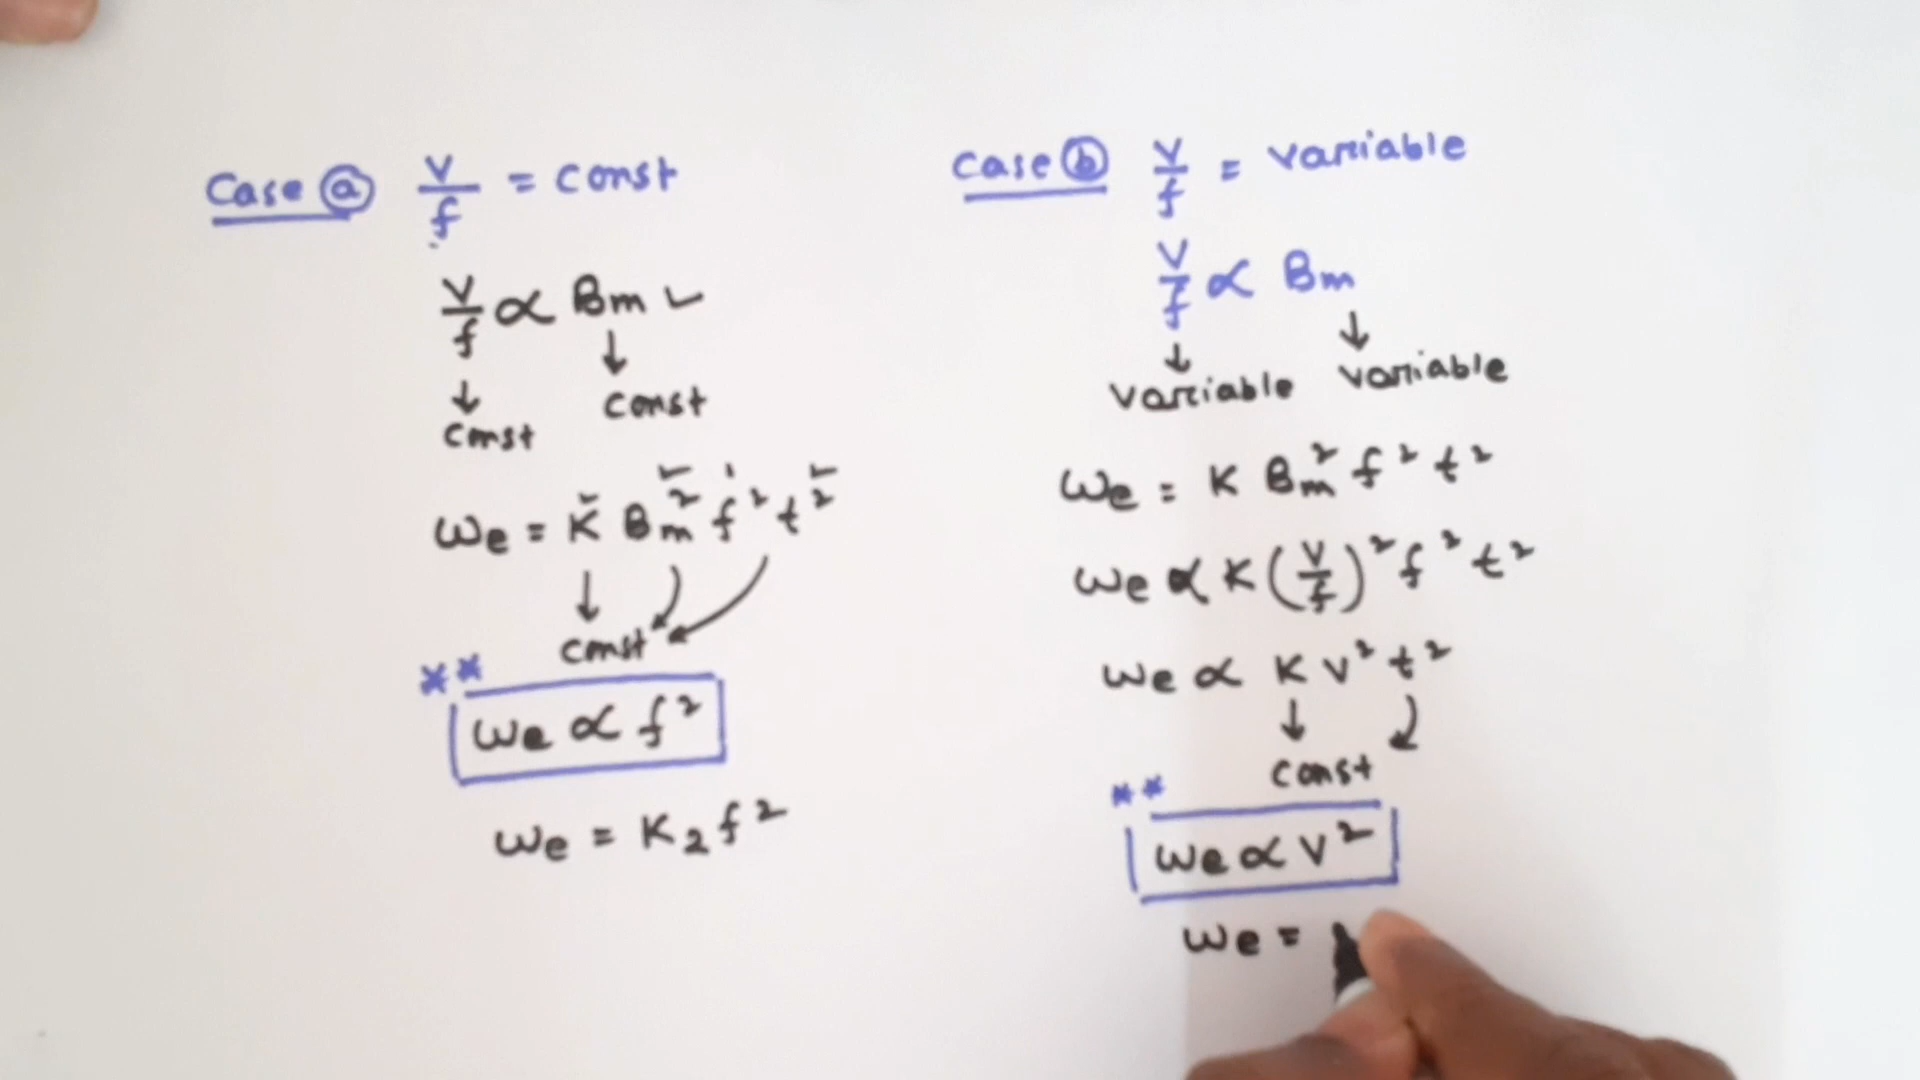 Case ⓐ V/f = const
V/f ∝ Bm ✓
↓ ↓
const const
We = K Bm² f² t²
↓
const
** We ∝ f²
We = K₂ f²
Case ⓑ V/f = variable
V/f ∝ Bm
↓ ↓
variable variable
We = K Bm² f² t²
We ∝ K (V/f)² f² t²
We ∝ K V² t²
↓
const
** We ∝ V²
We =